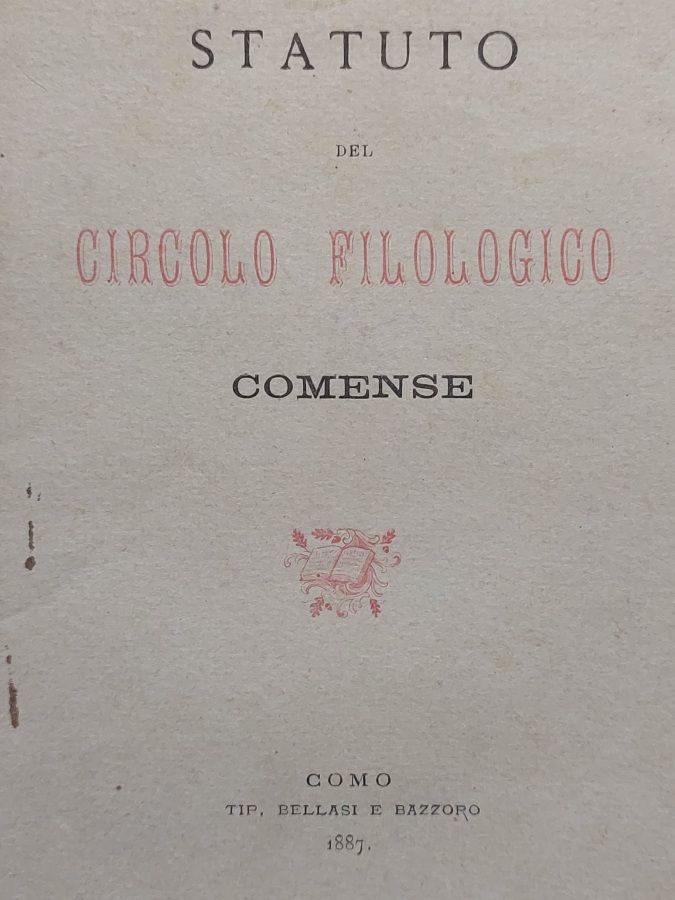 STATUTO
DEL
CIRCOLO FILOLOGICO
COMENSE
COMO
TIP, BELLASI E BAZZORO
1887.